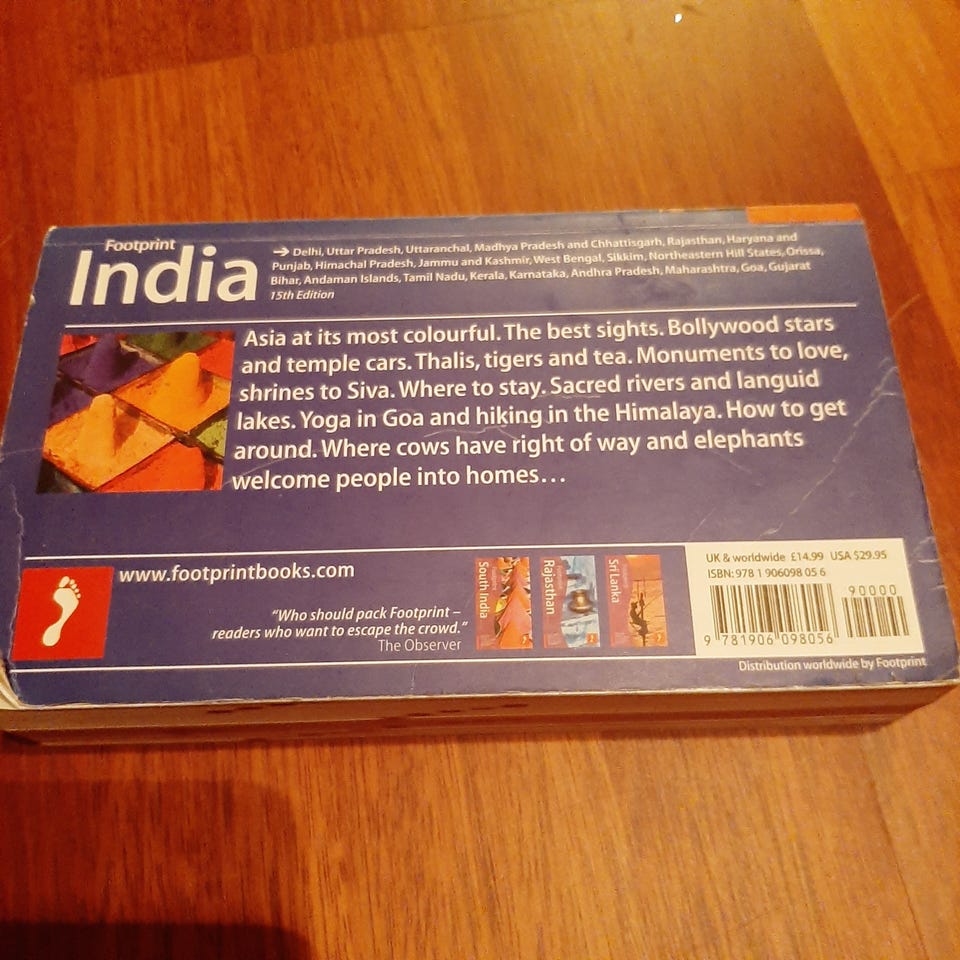 Footprint
India
→ Delhi, Uttar Pradesh, Uttaranchal, Madhya Pradesh and Chhattisgarh, Rajasthan, Haryana and
Punjab, Himachal Pradesh, Jammu and Kashmir, West Bengal, Sikkim, Northeastern Hill States, Orissa,
Bihar, Andaman Islands, Tamil Nadu, Kerala, Karnataka, Andhra Pradesh, Maharashtra, Goa, Gujarat
15th Edition
Asia at its most colourful. The best sights. Bollywood stars
and temple cars. Thalis, tigers and tea. Monuments to love,
shrines to Siva. Where to stay. Sacred rivers and languid
lakes. Yoga in Goa and hiking in the Himalaya. How to get
around. Where cows have right of way and elephants
welcome people into homes...
www.footprintbooks.com
"Who should pack Footprint –
readers who want to escape the crowd."
The Observer
South India
Rajasthan
Sri Lanka
UK & worldwide £14.99 USA $29.95
ISBN: 978 1 906098 05 6
90000
9 781906 098056
Distribution worldwide by Footprint